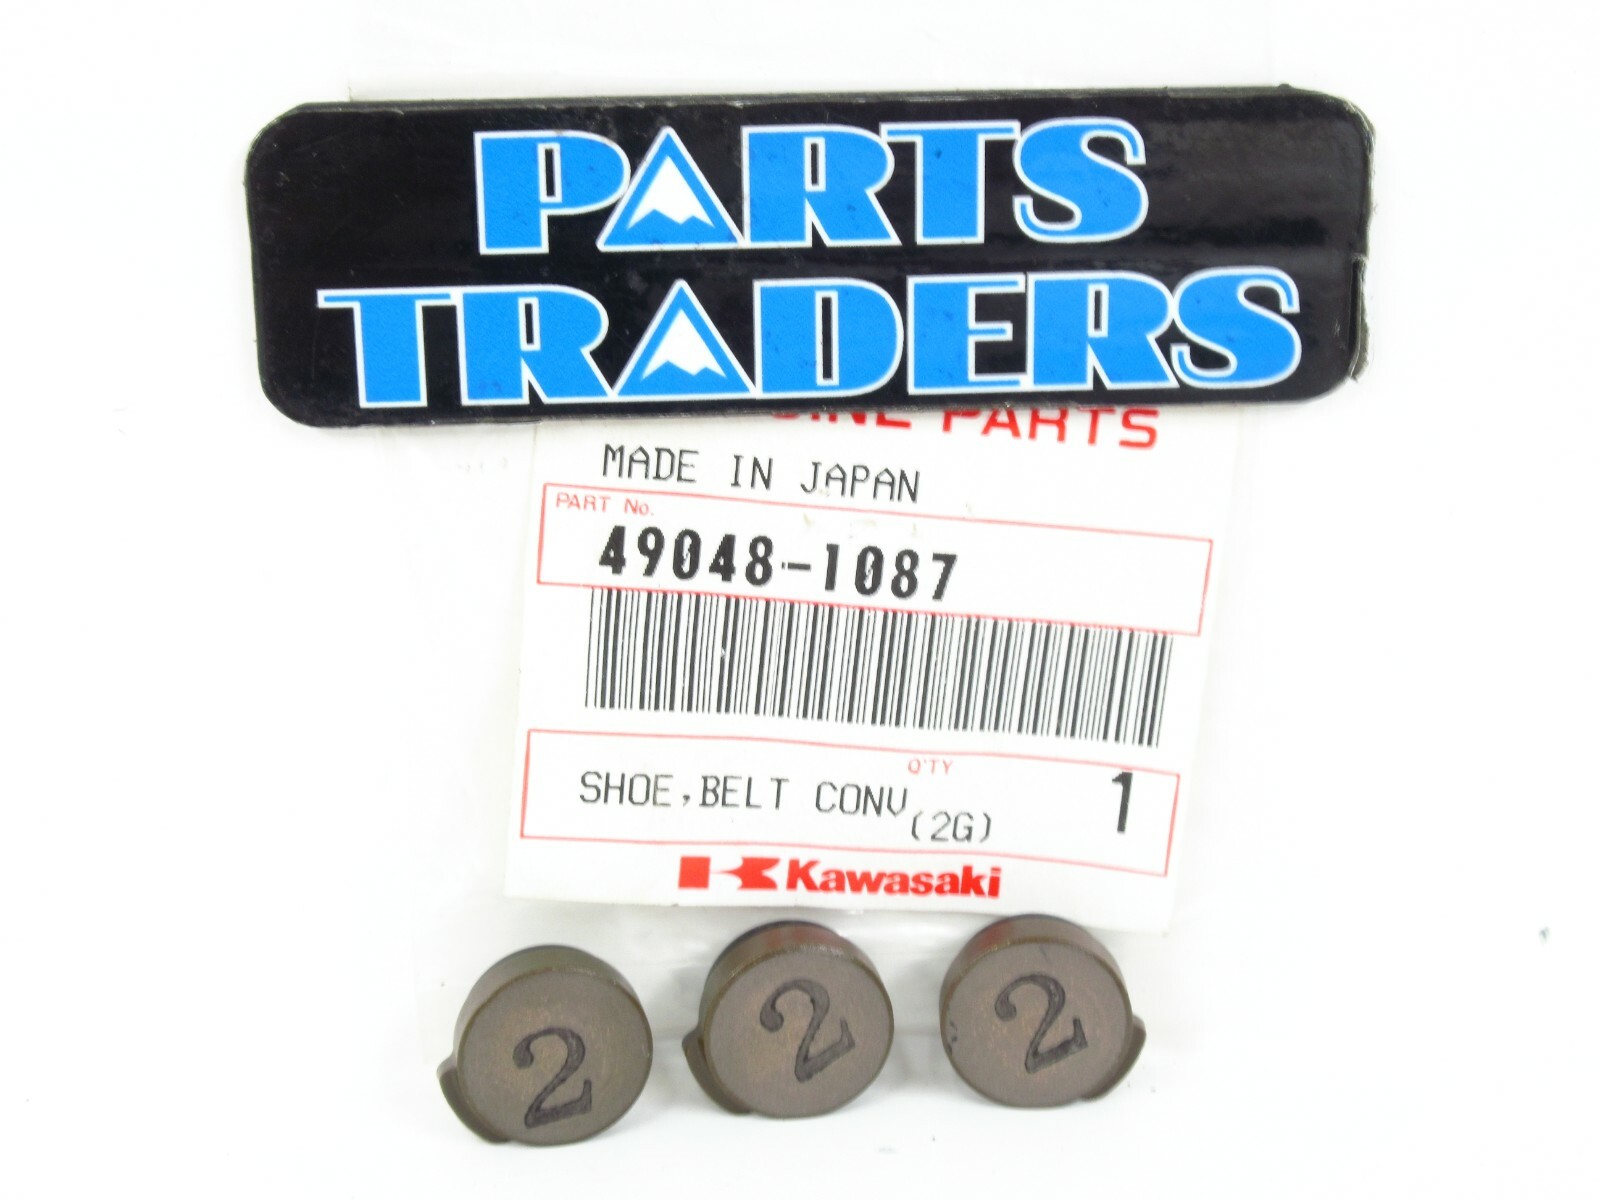 PARTS
TRADERS
PARTS
MADE IN JAPAN
PART No.
49048-1087
Q'TY
SHOE,BELT CONV (2G) 1
Kawasaki
2 2 2